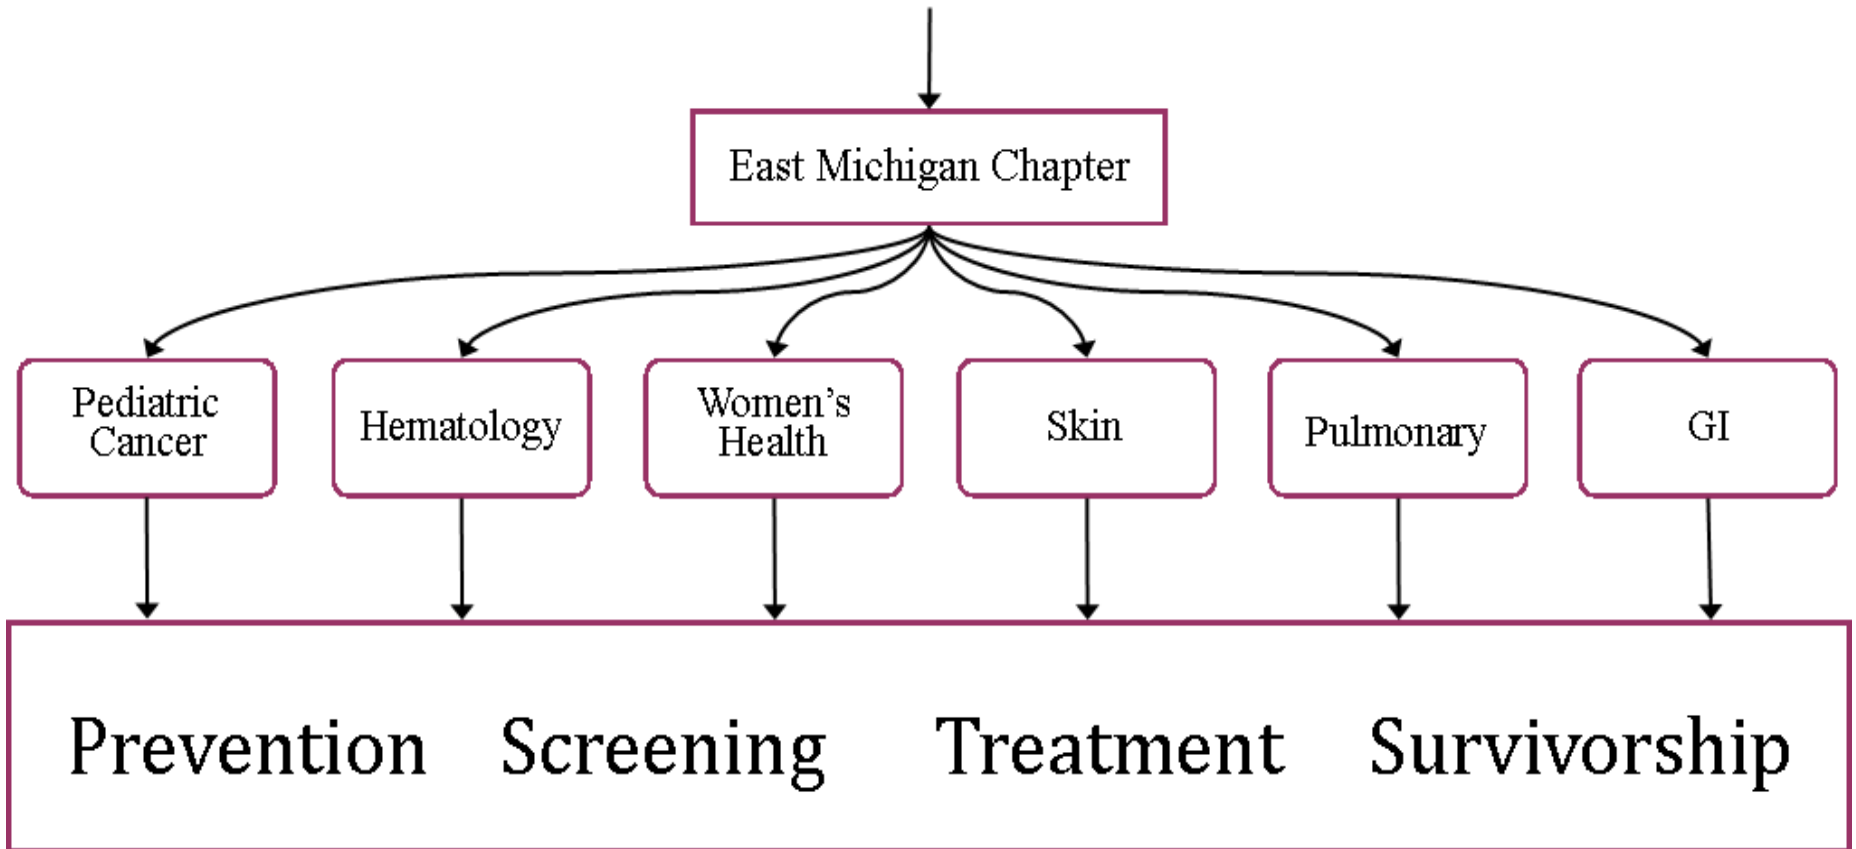 East Michigan Chapter
Pediatric
Cancer
Hematology
Women’s
Health
Skin
Pulmonary
GI
Prevention Screening Treatment Survivorship